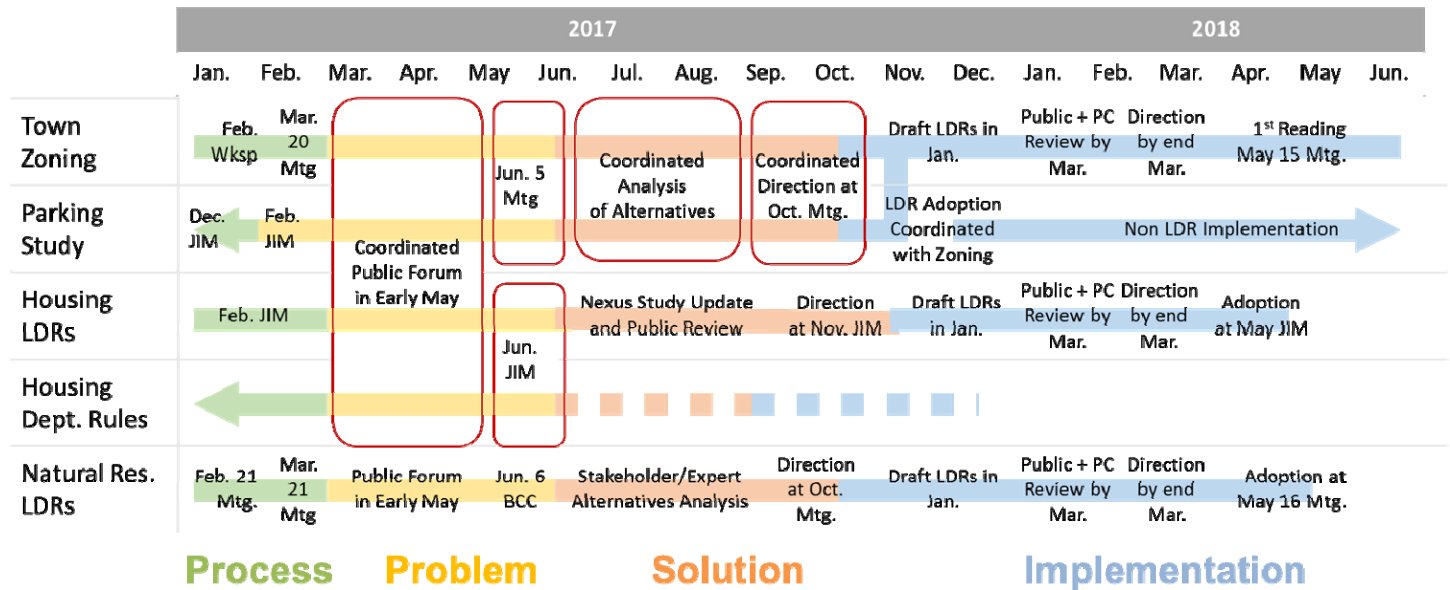 2017 2018
Jan. Feb. Mar. Apr. May Jun. Jul. Aug. Sep. Oct. Nov. Dec. Jan. Feb. Mar. Apr. May Jun.
Town
Zoning
Feb.
Wksp
Mar.
20
Mtg
Jun. 5
Mtg
Coordinated
Analysis
of Alternatives
Coordinated
Direction at
Oct. Mtg.
Draft LDRs in
Jan.
Public + PC
Review by
Mar.
Direction
by end
Mar.
1st Reading
May 15 Mtg.
Parking
Study
Dec.
JIM
Feb.
JIM
Coordinated
Public Forum
in Early May
LDR Adoption
Coordinated
with Zoning
Non LDR Implementation
Housing
LDRs
Feb. JIM
Jun.
JIM
Nexus Study Update
and Public Review
Direction
at Nov. JIM
Draft LDRs
in Jan.
Public + PC
Review by
Mar.
Direction
by end
Mar.
Adoption
at May JIM
Housing
Dept. Rules
Natural Res.
LDRs
Feb. 21
Mtg.
Mar.
21
Mtg
Public Forum
in Early May
Jun. 6
BCC
Stakeholder/Expert
Alternatives Analysis
Direction
at Oct.
Mtg.
Draft LDRs in
Jan.
Public + PC
Review by
Mar.
Direction
by end
Mar.
Adoption at
May 16 Mtg.
Process Problem Solution Implementation